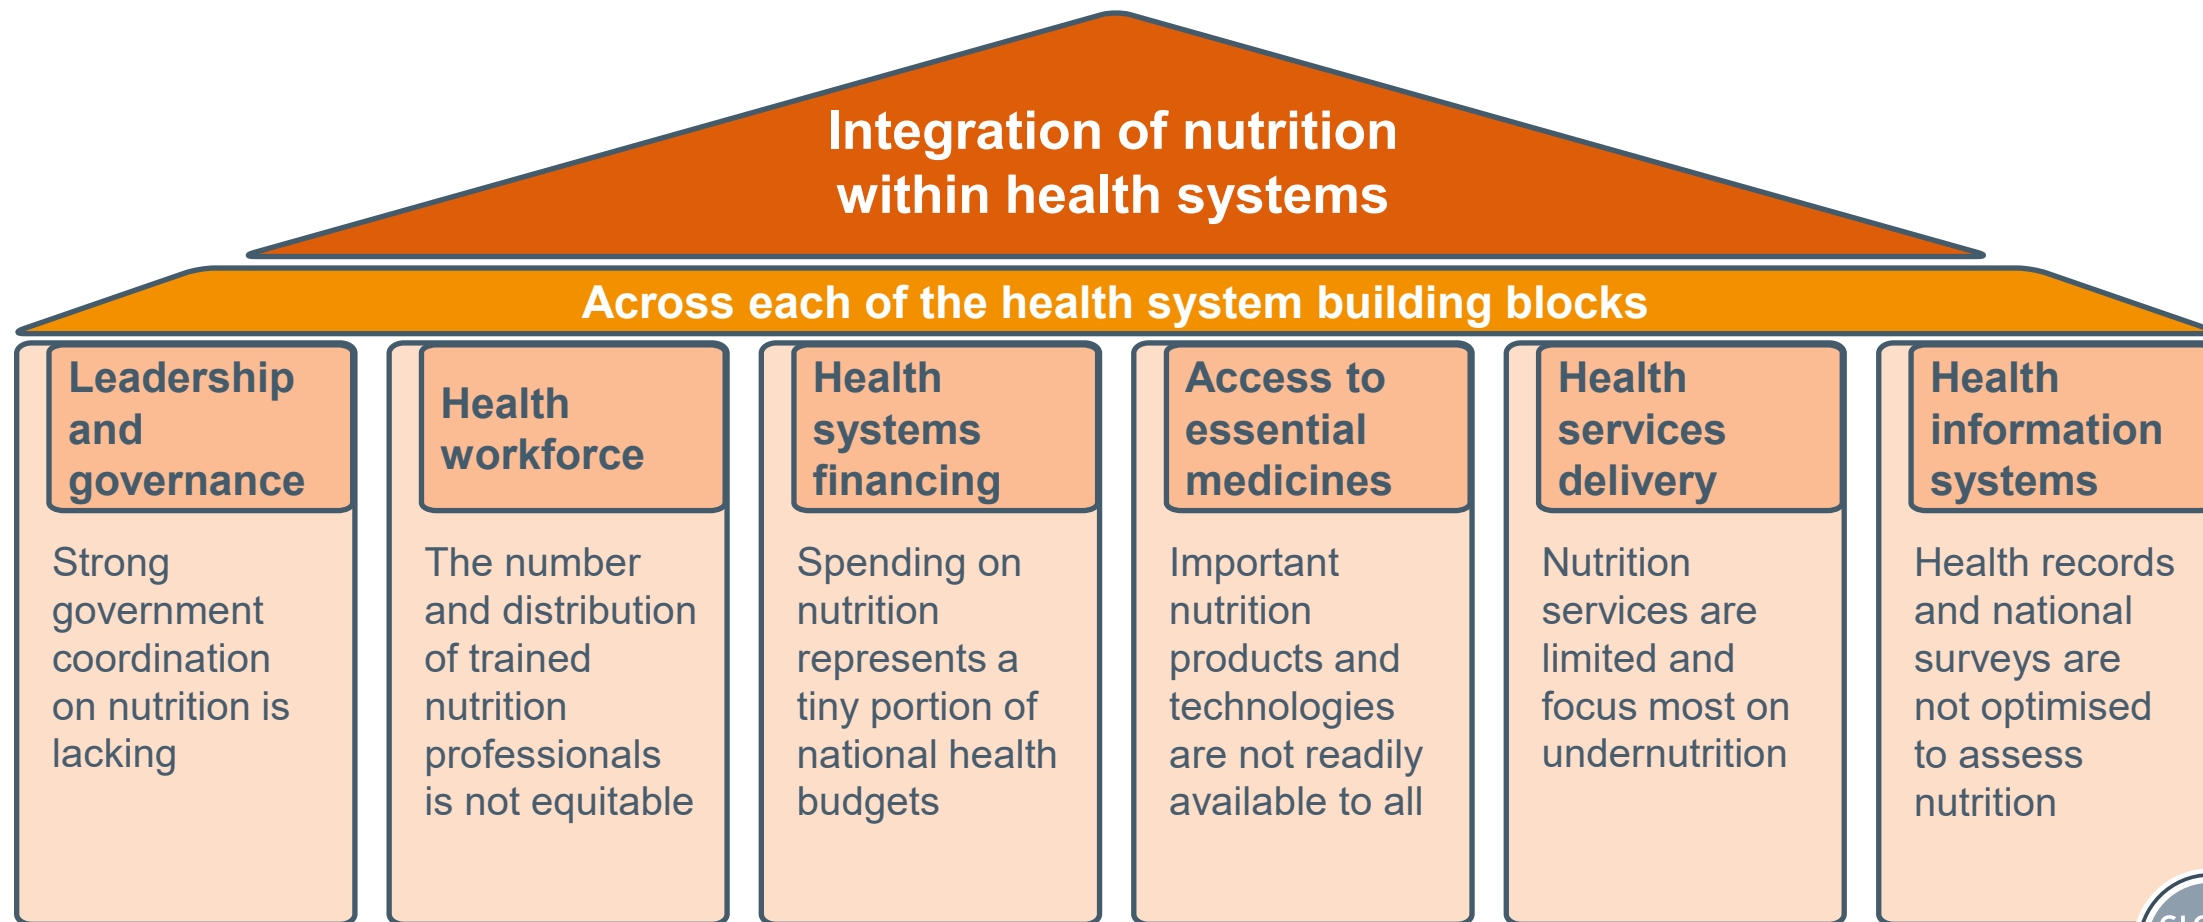 Integration of nutrition
within health systems
Across each of the health system building blocks
Leadership
and
governance
Strong
government
coordination
on nutrition is
lacking
Health
workforce
The number
and distribution
of trained
nutrition
professionals
is not equitable
Health
systems
financing
Spending on
nutrition
represents a
tiny portion of
national health
budgets
Access to
essential
medicines
Important
nutrition
products and
technologies
are not readily
available to all
Health
services
delivery
Nutrition
services are
limited and
focus most on
undernutrition
Health
information
systems
Health records
and national
surveys are
not optimised
to assess
nutrition